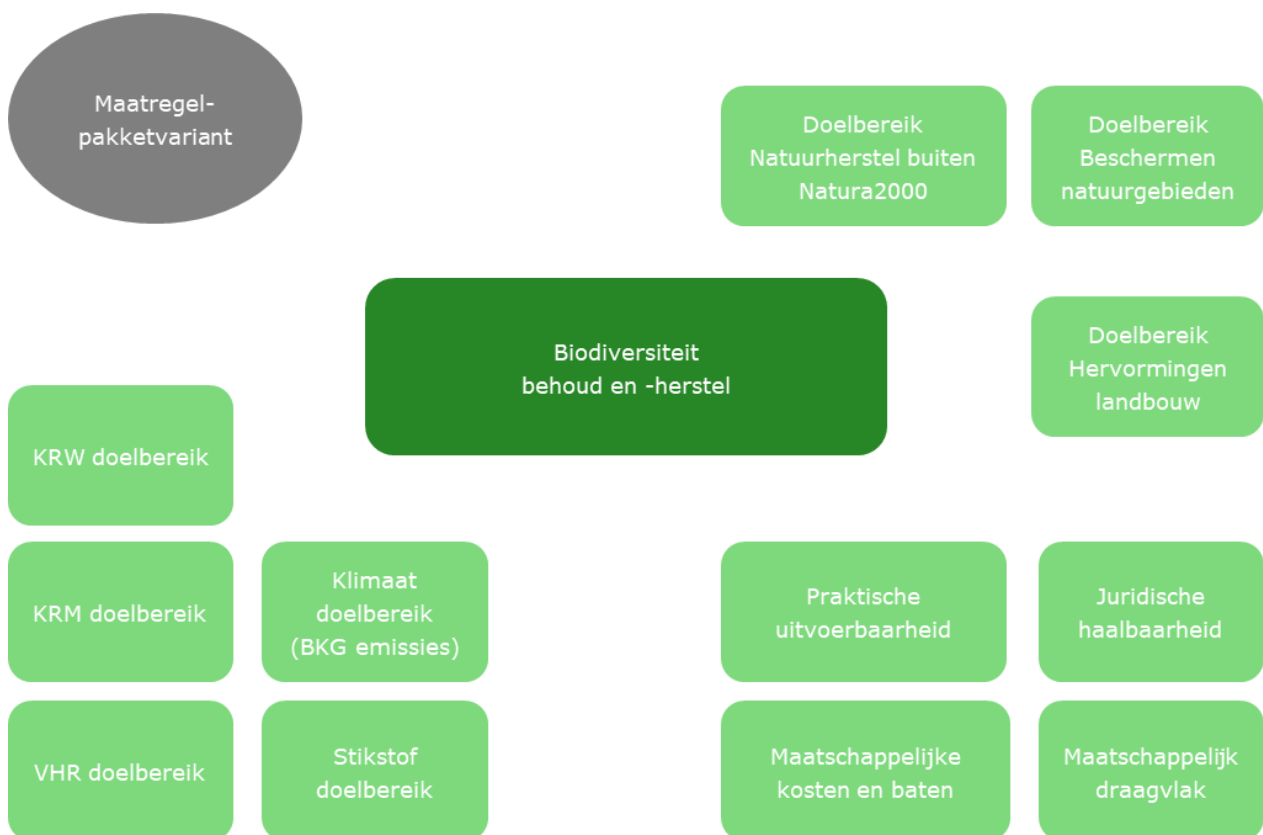 Maatregel-
pakketvariant
Doelbereik
Natuurherstel buiten
Natura2000
Doelbereik
Beschermen
natuurgebieden
Biodiversiteit
behoud en -herstel
Doelbereik
Hervormingen
landbouw
KRW doelbereik
KRM doelbereik
Klimaat
doelbereik
(BKG emissies)
Praktische
uitvoerbaarheid
Juridische
haalbaarheid
VHR doelbereik
Stikstof
doelbereik
Maatschappelijke
kosten en baten
Maatschappelijk
draagvlak